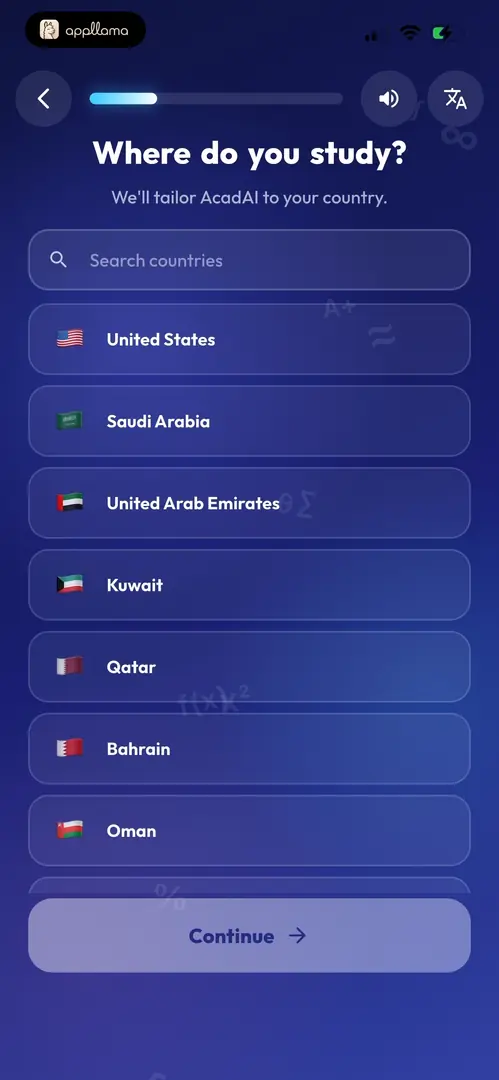 appllama
Where do you study?
We'll tailor AcadAI to your country.
Search countries
A+
≈
∞
United States
Saudi Arabia
United Arab Emirates
θ∑
Kuwait
Qatar
f(x)
x²
Bahrain
Oman
%
Continue →